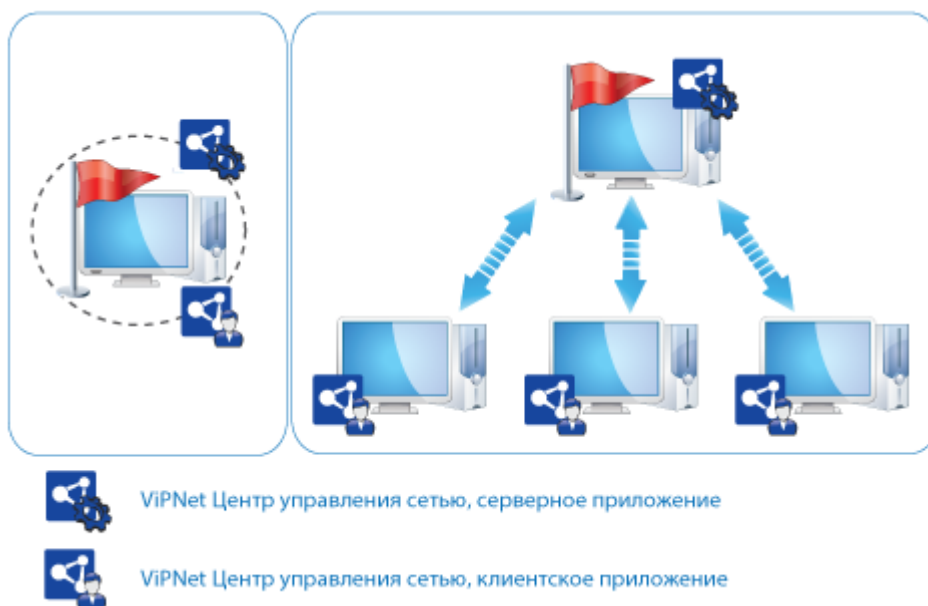 ViPNet Центр управления сетью, серверное приложение
ViPNet Центр управления сетью, клиентское приложение